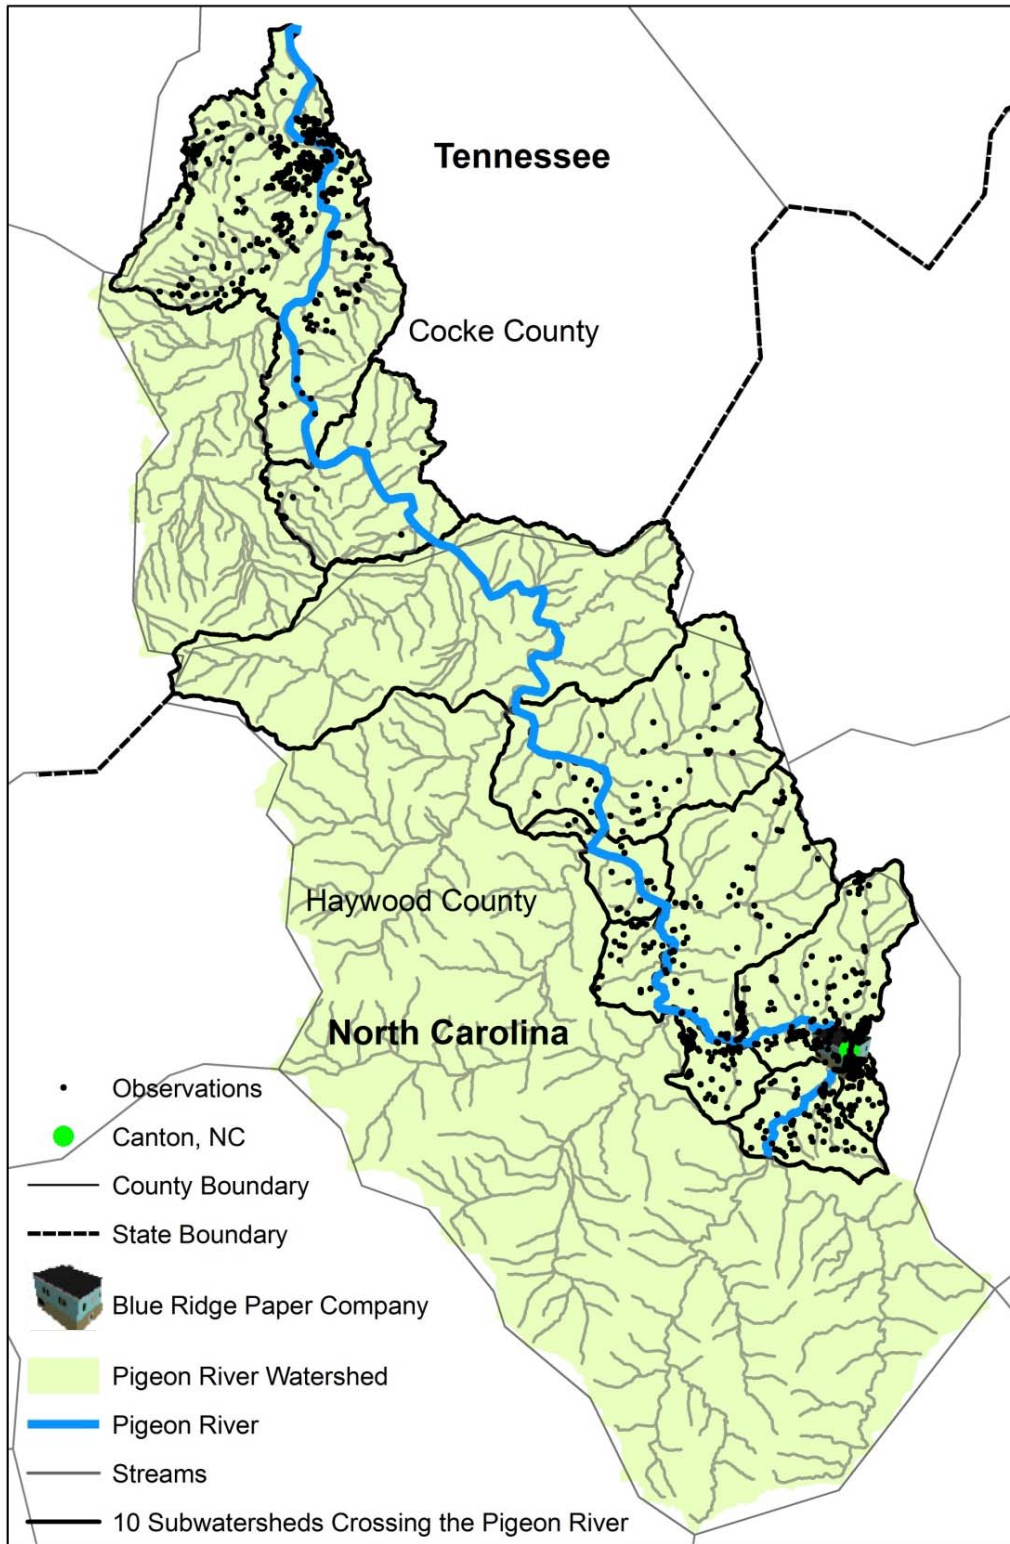 Tennessee
Cocke County
Haywood County
North Carolina
Observations
Canton, NC
County Boundary
State Boundary
Blue Ridge Paper Company
Pigeon River Watershed
Pigeon River
Streams
10 Subwatersheds Crossing the Pigeon River